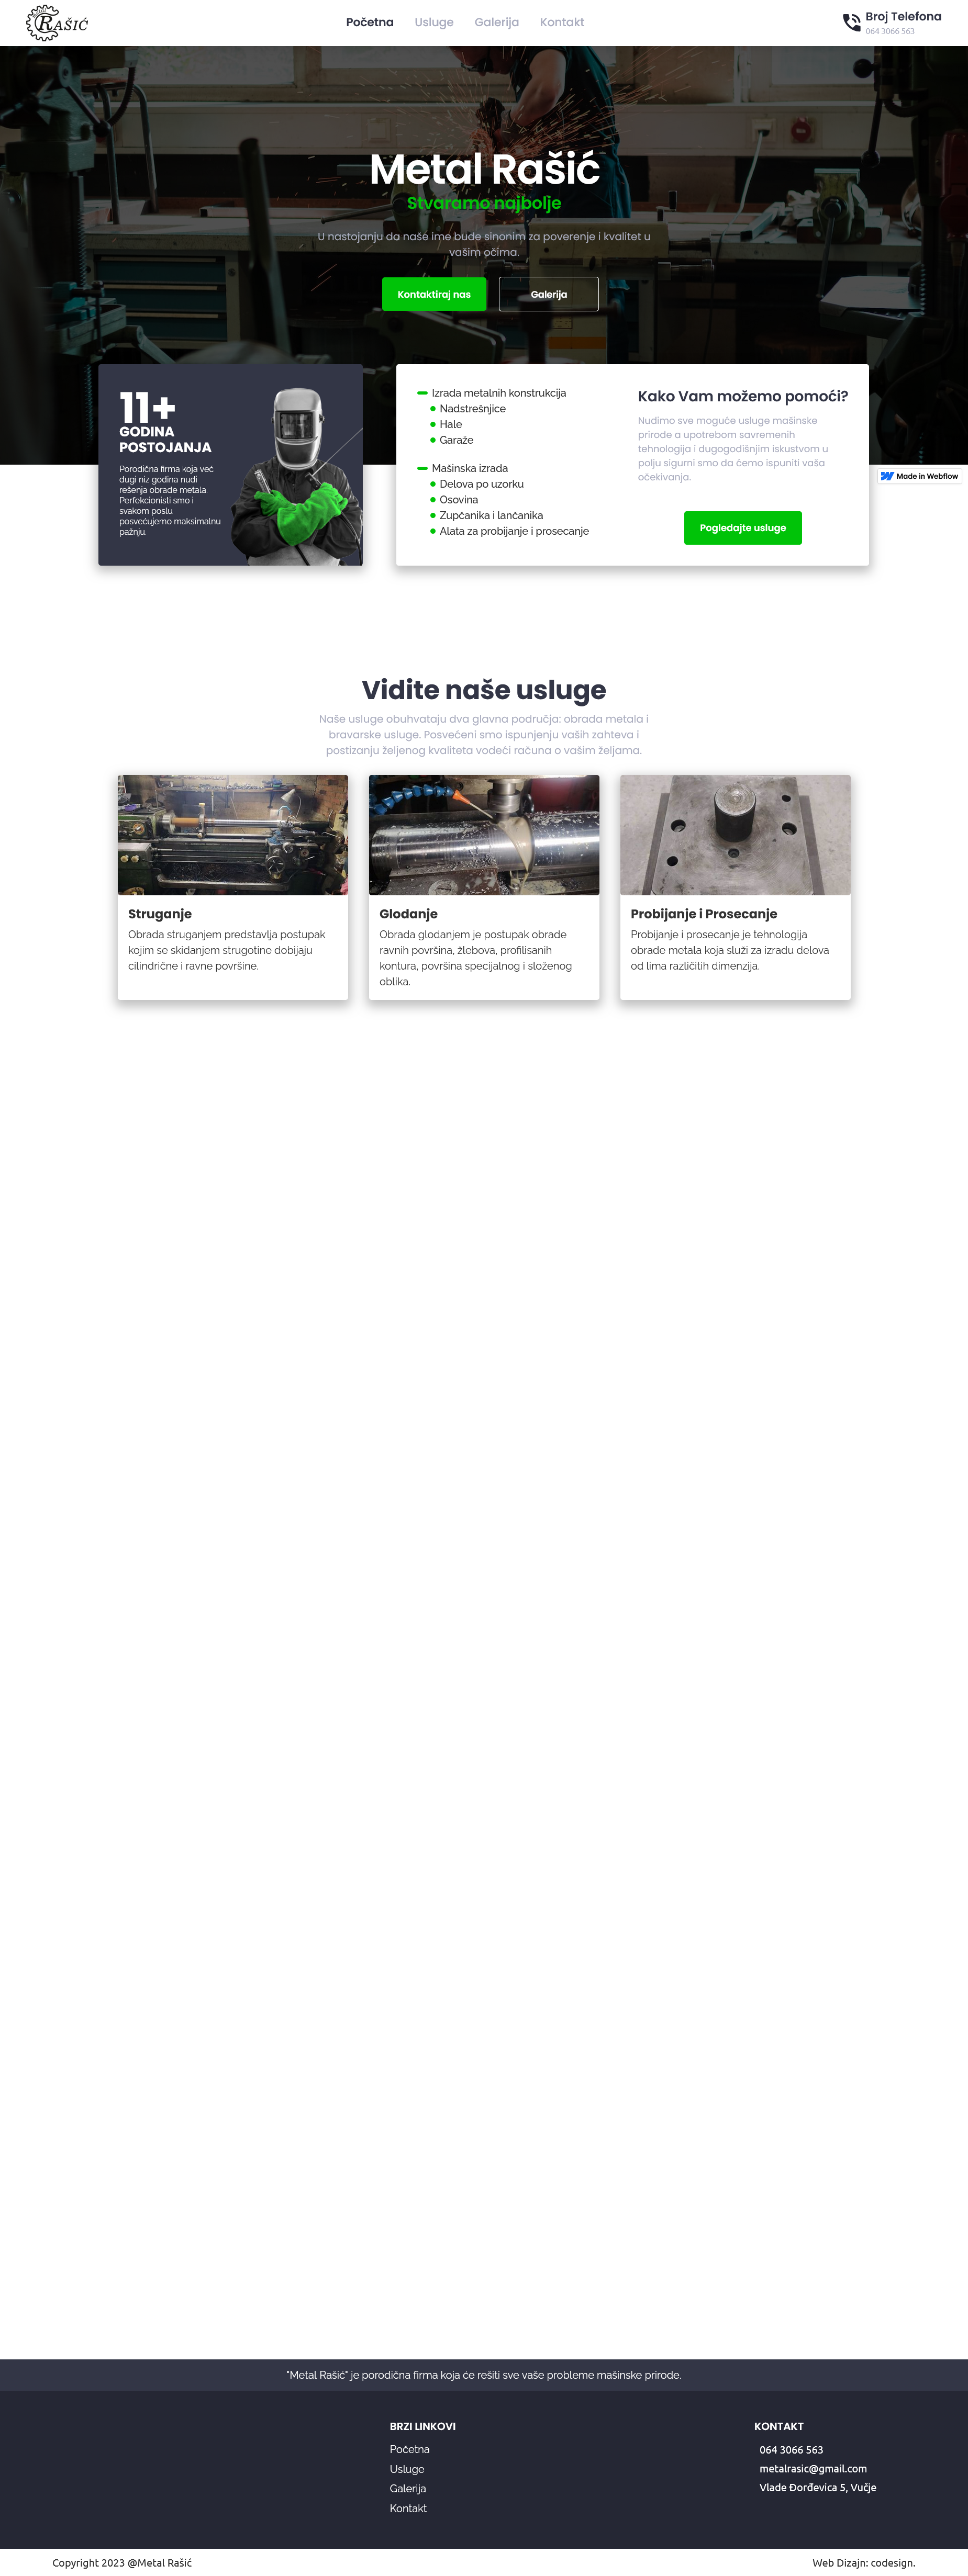 RAŠIĆ
Početna
Usluge
Galerija
Kontakt
Broj Telefona
064 3066 563
Metal Rašić
Stvaramo najbolje
U nastojanju da naše ime bude sinonim za poverenje i kvalitet u
vašim očima.
Kontaktiraj nas
Galerija
11+
GODINA
POSTOJANJA
Porodična firma koja već
dugi niz godina nudi
rešenja obrade metala.
Perfekcionisti smo i
svakom poslu
posvećujemo maksimalnu
pažnju.
Izrada metalnih konstrukcija
Nadstrešnjice
Hale
Garaže
Mašinska izrada
Delova po uzorku
Osovina
Zupčanika i lančanika
Alata za probijanje i prosecanje
Kako Vam možemo pomoći?
Nudimo sve moguće usluge mašinske
prirode a upotrebom savremenih
tehnologija i dugogodišnjim iskustvom u
polju sigurni smo da ćemo ispuniti vaša
očekivanja.
Pogledajte usluge
Made in Webflow
Vidite naše usluge
Naše usluge obuhvataju dva glavna područja: obrada metala i
bravarske usluge. Posvećeni smo ispunjenju vaših zahteva i
postizanju željenog kvaliteta vodeći računa o vašim željama.
Struganje
Obrada struganjem predstavlja postupak
kojim se skidanjem strugotine dobijaju
cilindrične i ravne površine.
Glodanje
Obrada glodanjem je postupak obrade
ravnih površina, žlebova, profilisanih
kontura, površina specijalnog i složenog
oblika.
Probijanje i Prosecanje
Probijanje i prosecanje je tehnologija
obrade metala koja služi za izradu delova
od lima različitih dimenzija.
"Metal Rašić" je porodična firma koja će rešiti sve vaše probleme mašinske prirode.
BRZI LINKOVI
Početna
Usluge
Galerija
Kontakt
KONTAKT
064 3066 563
metalrasic@gmail.com
Vlade Đorđevica 5, Vučje
Copyright 2023 @Metal Rašić
Web Dizajn: codesign.